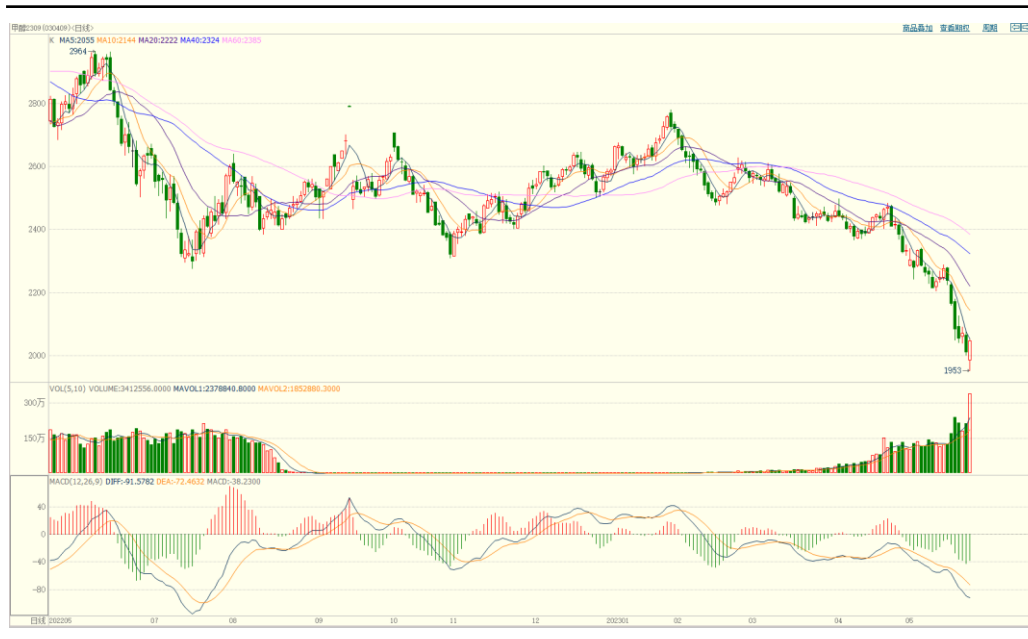 甲醇2309(030409)<日线> 商品叠加 查看期权 周期
K MA5:2055 MA10:2144 MA20:2222 MA40:2324 MA60:2385
2964
2800
2600
2400
2200
2000
1953
VOL(5,10) VOLUME:3412556.0000 MAVOL1:2378840.8000 MAVOL2:1852880.3000
300万
150万
MACD(12,26,9) DIFF:-91.5782 DEA:-72.4632 MACD:-38.2300
40
0
-40
-80
日线 202205 07 08 09 10 11 12 202301 02 03 04 05